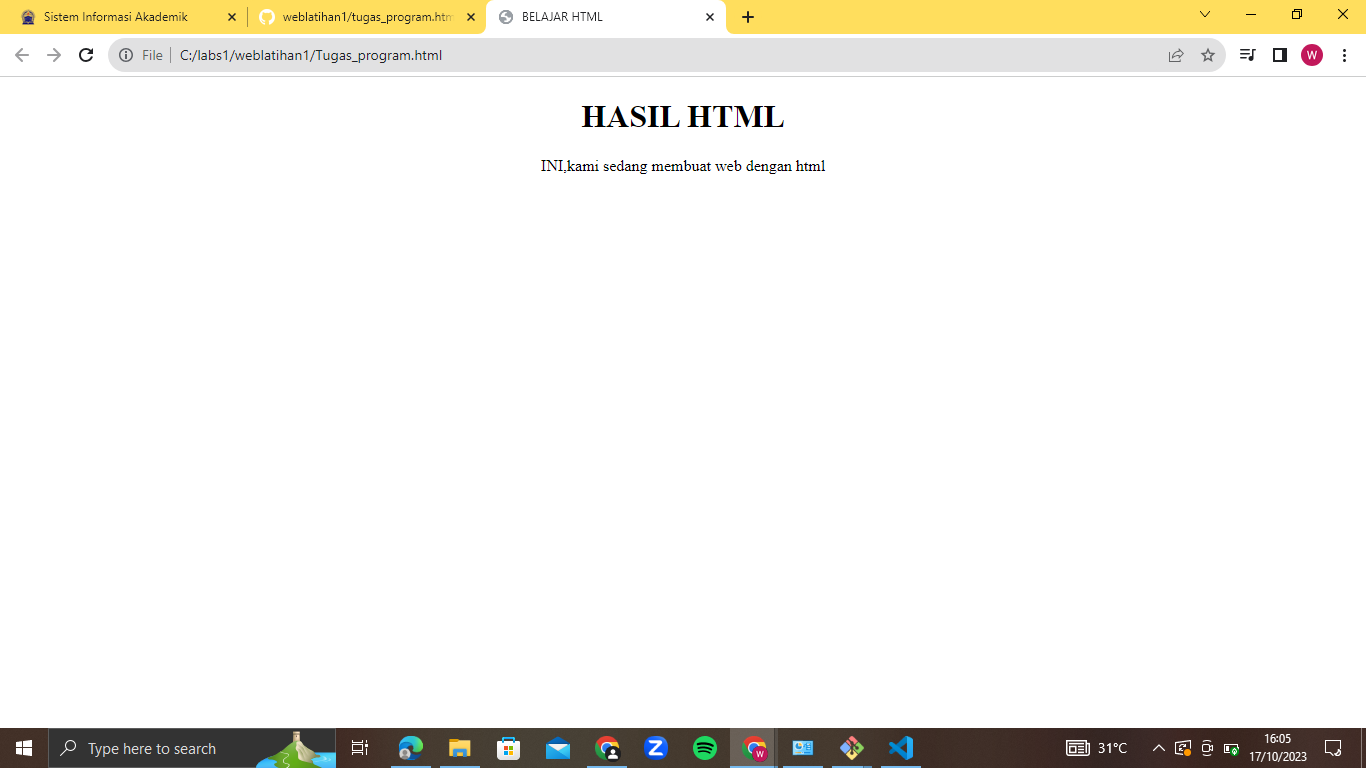 Sistem Informasi Akademik
weblatihan1/tugas_program.htm
BELAJAR HTML
File
C:/labs1/weblatihan1/Tugas_program.html
W
HASIL HTML
INI,kami sedang membuat web dengan html
Type here to search
W
31°C
16:05
17/10/2023